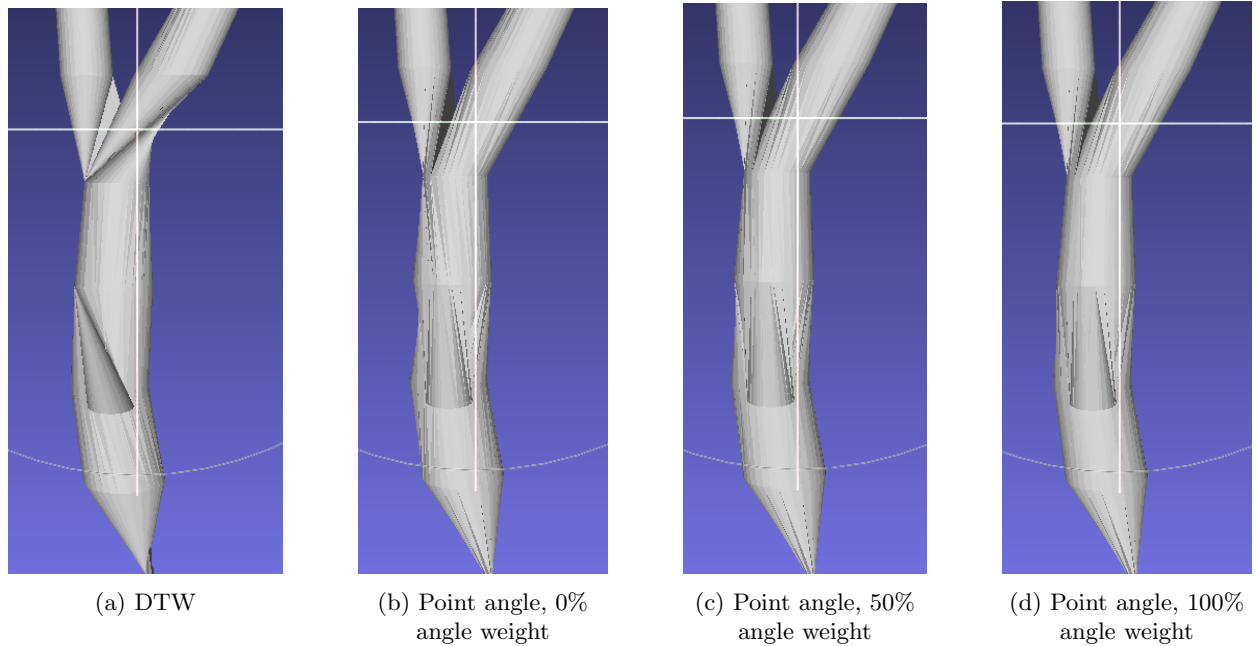 (a) DTW
(b) Point angle, 0%
angle weight
(c) Point angle, 50%
angle weight
(d) Point angle, 100%
angle weight